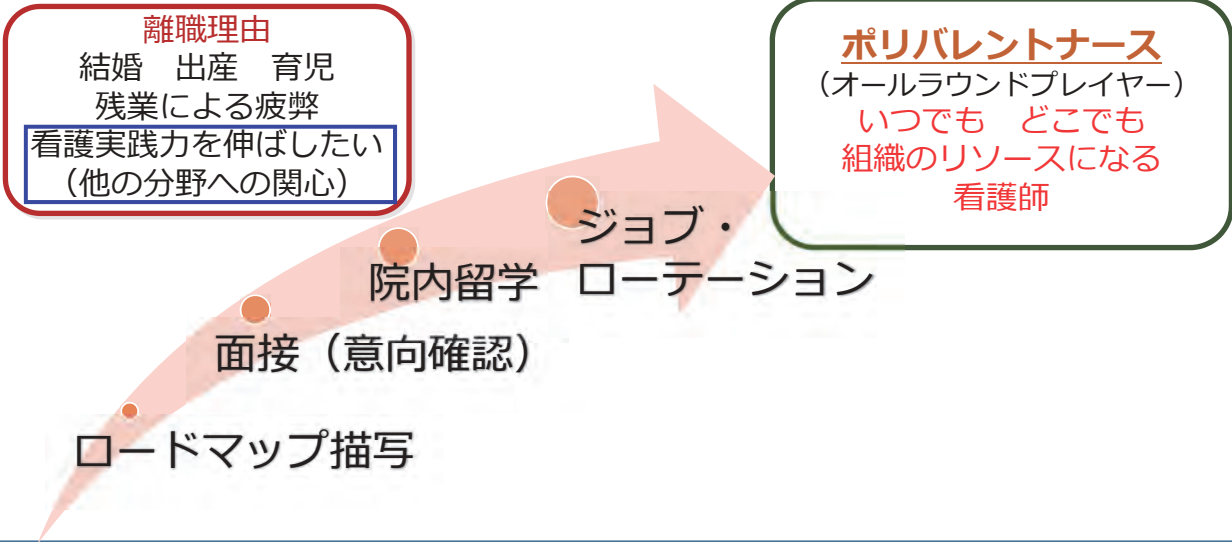 離職理由
結婚　出産　育児
残業による疲弊
看護実践力を伸ばしたい
（他の分野への関心）
ポリバレントナース
（オールラウンドプレイヤー）
いつでも　どこでも
組織のリソースになる
看護師
ジョブ・
ローテーション
院内留学
面接（意向確認）
ロードマップ描写